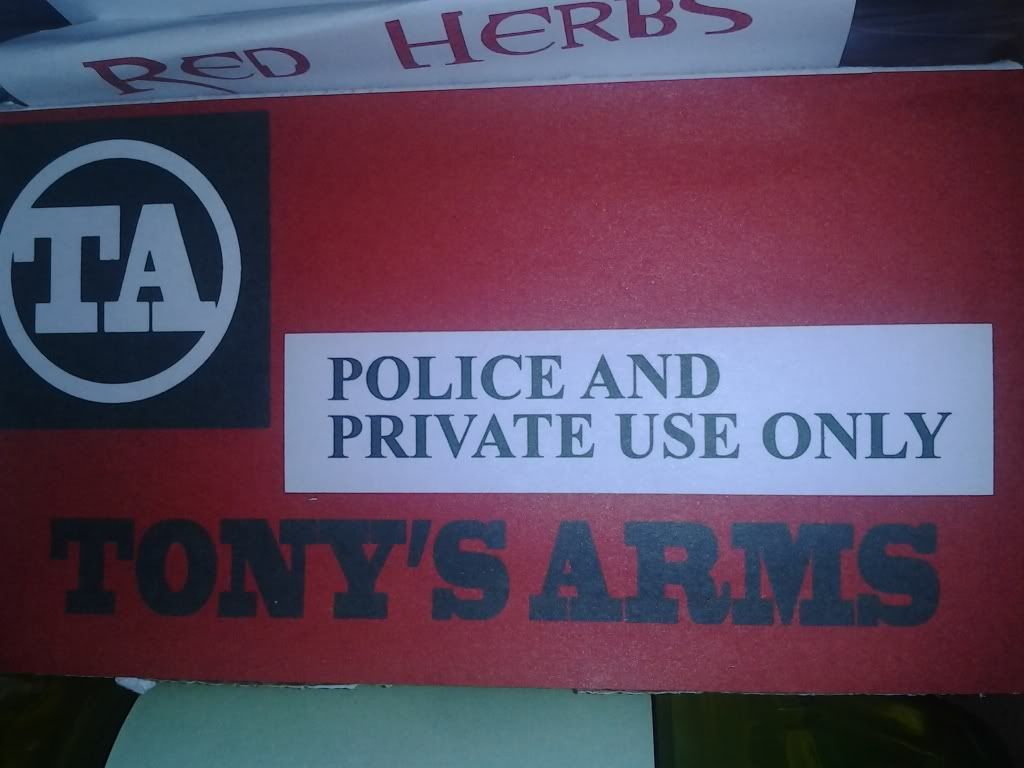 RED HERBS
TA
POLICE AND
PRIVATE USE ONLY
TONY'S ARMS